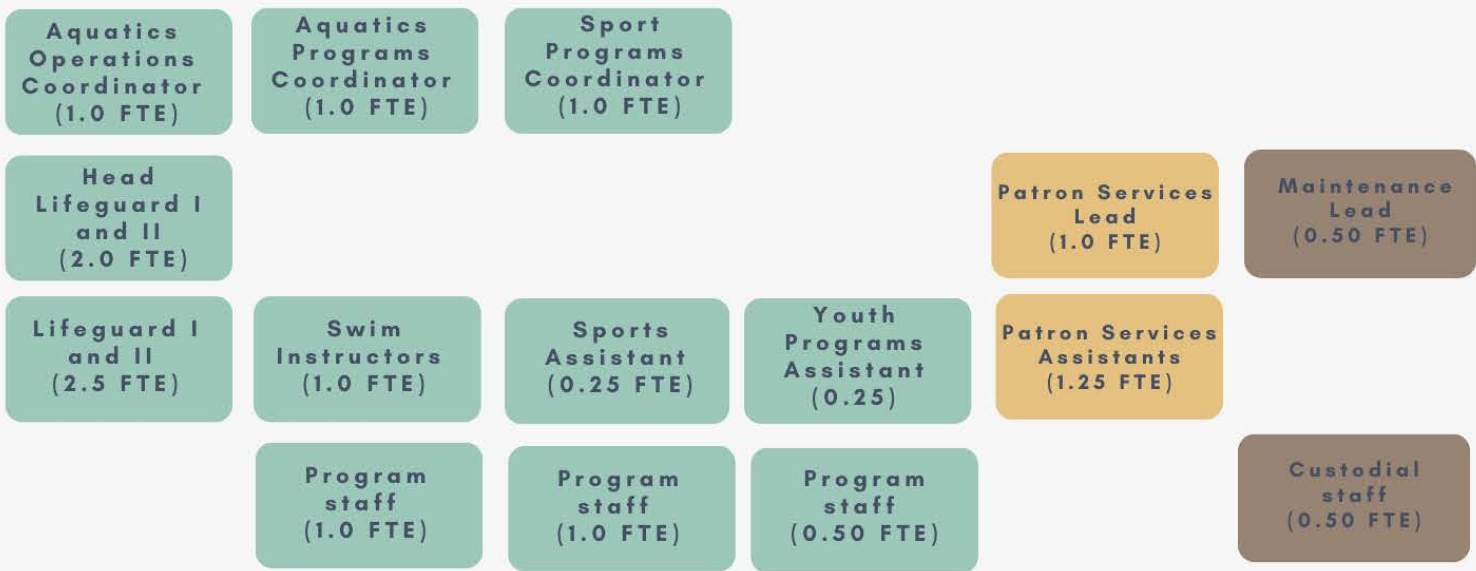 Aquatics
Operations
Coordinator
(1.0 FTE)
Aquatics
Programs
Coordinator
(1.0 FTE)
Sport
Programs
Coordinator
(1.0 FTE)
Head
Lifeguard I
and II
(2.0 FTE)
Patron Services
Lead
(1.0 FTE)
Maintenance
Lead
(0.50 FTE)
Lifeguard I
and II
(2.5 FTE)
Swim
Instructors
(1.0 FTE)
Sports
Assistant
(0.25 FTE)
Youth
Programs
Assistant
(0.25)
Patron Services
Assistants
(1.25 FTE)
Program
staff
(1.0 FTE)
Program
staff
(1.0 FTE)
Program
staff
(0.50 FTE)
Custodial
staff
(0.50 FTE)